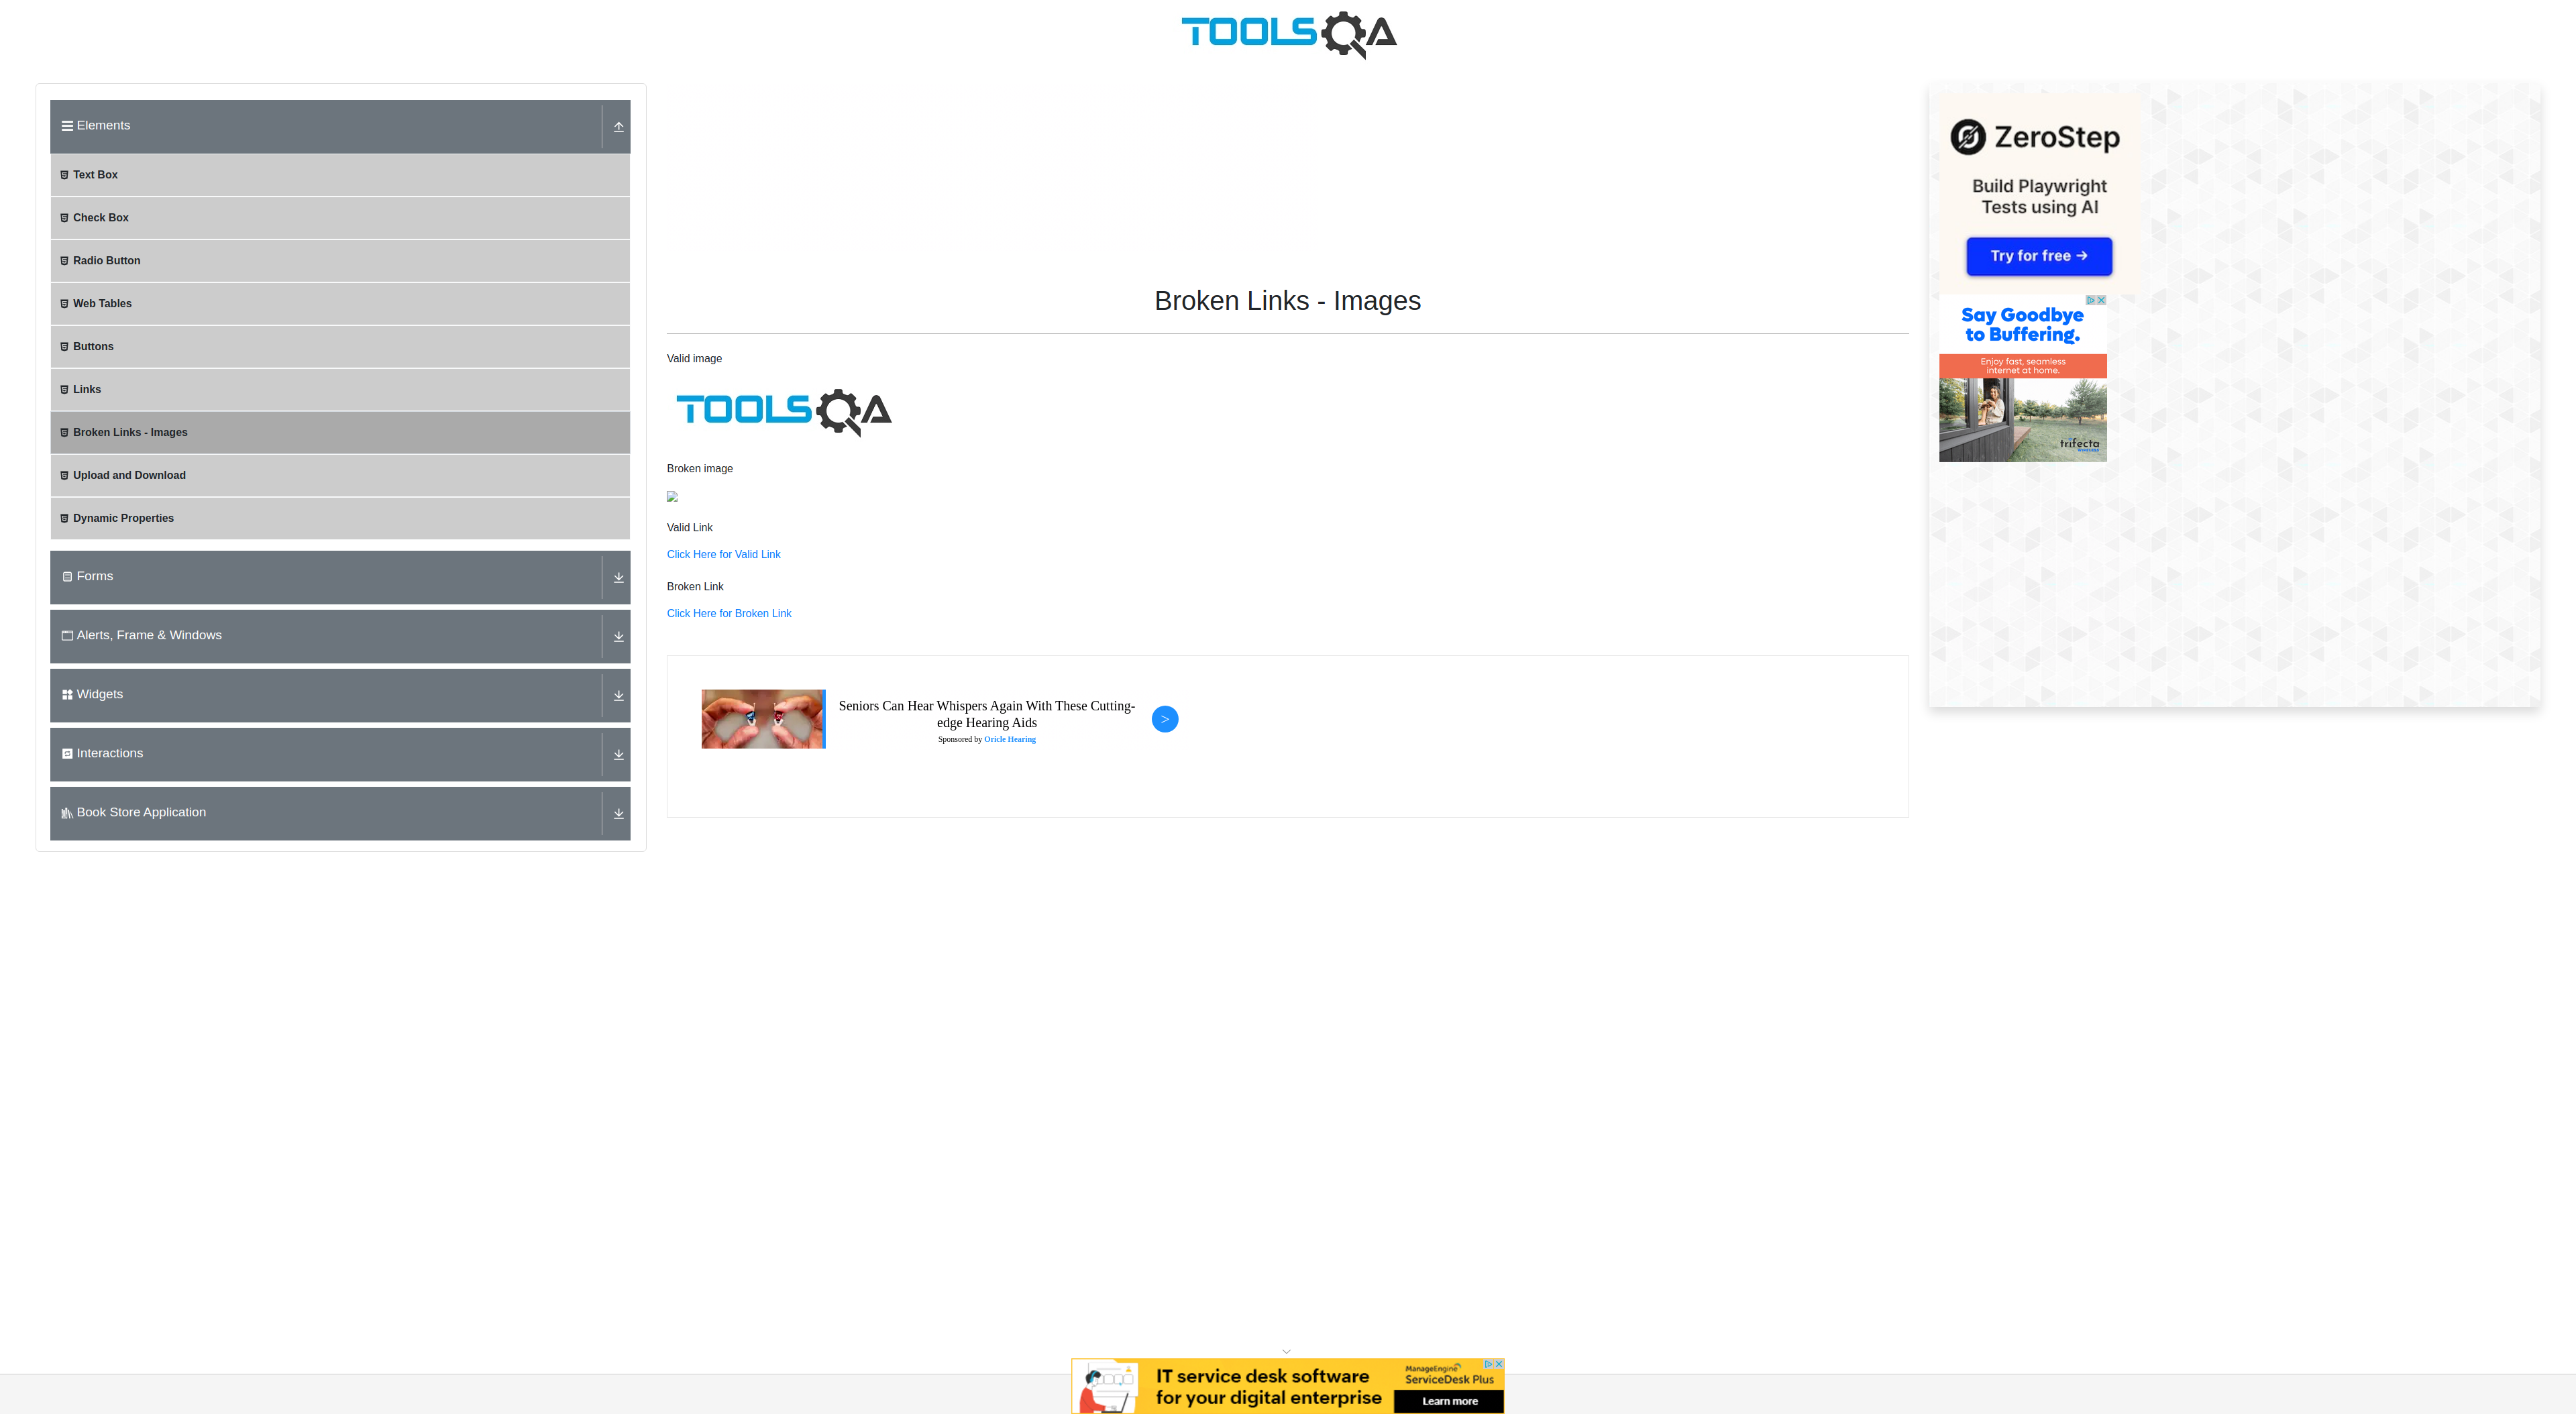 TOOLSQA
Elements
Text Box
Check Box
Radio Button
Web Tables
Buttons
Links
Broken Links - Images
Upload and Download
Dynamic Properties
Forms
Alerts, Frame & Windows
Widgets
Interactions
Book Store Application
Broken Links - Images
Valid image
TOOLSQA
Broken image
Valid Link
Click Here for Valid Link
Broken Link
Click Here for Broken Link
Seniors Can Hear Whispers Again With These Cutting-
edge Hearing Aids
Sponsored by Oricle Hearing
>
ZeroStep
Build Playwright
Tests using AI
Try for free →
Say Goodbye
to Buffering.
Enjoy fast, seamless
internet at home.
trifecta
IT service desk software
for your digital enterprise
ManageEngine
ServiceDesk Plus
Learn more